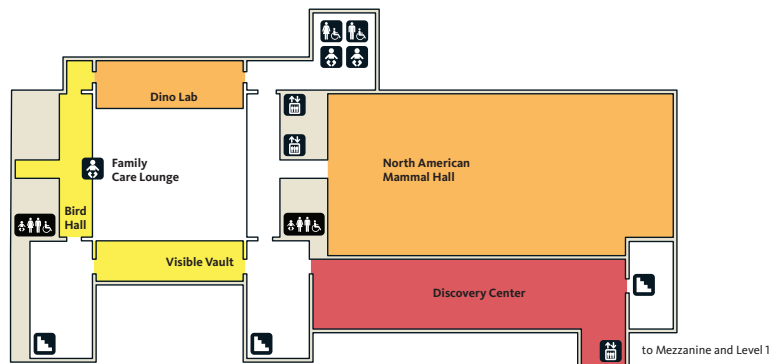 Dino Lab
Family
Care Lounge
North American
Mammal Hall
Bird
Hall
Visible Vault
Discovery Center
to Mezzanine and Level 1